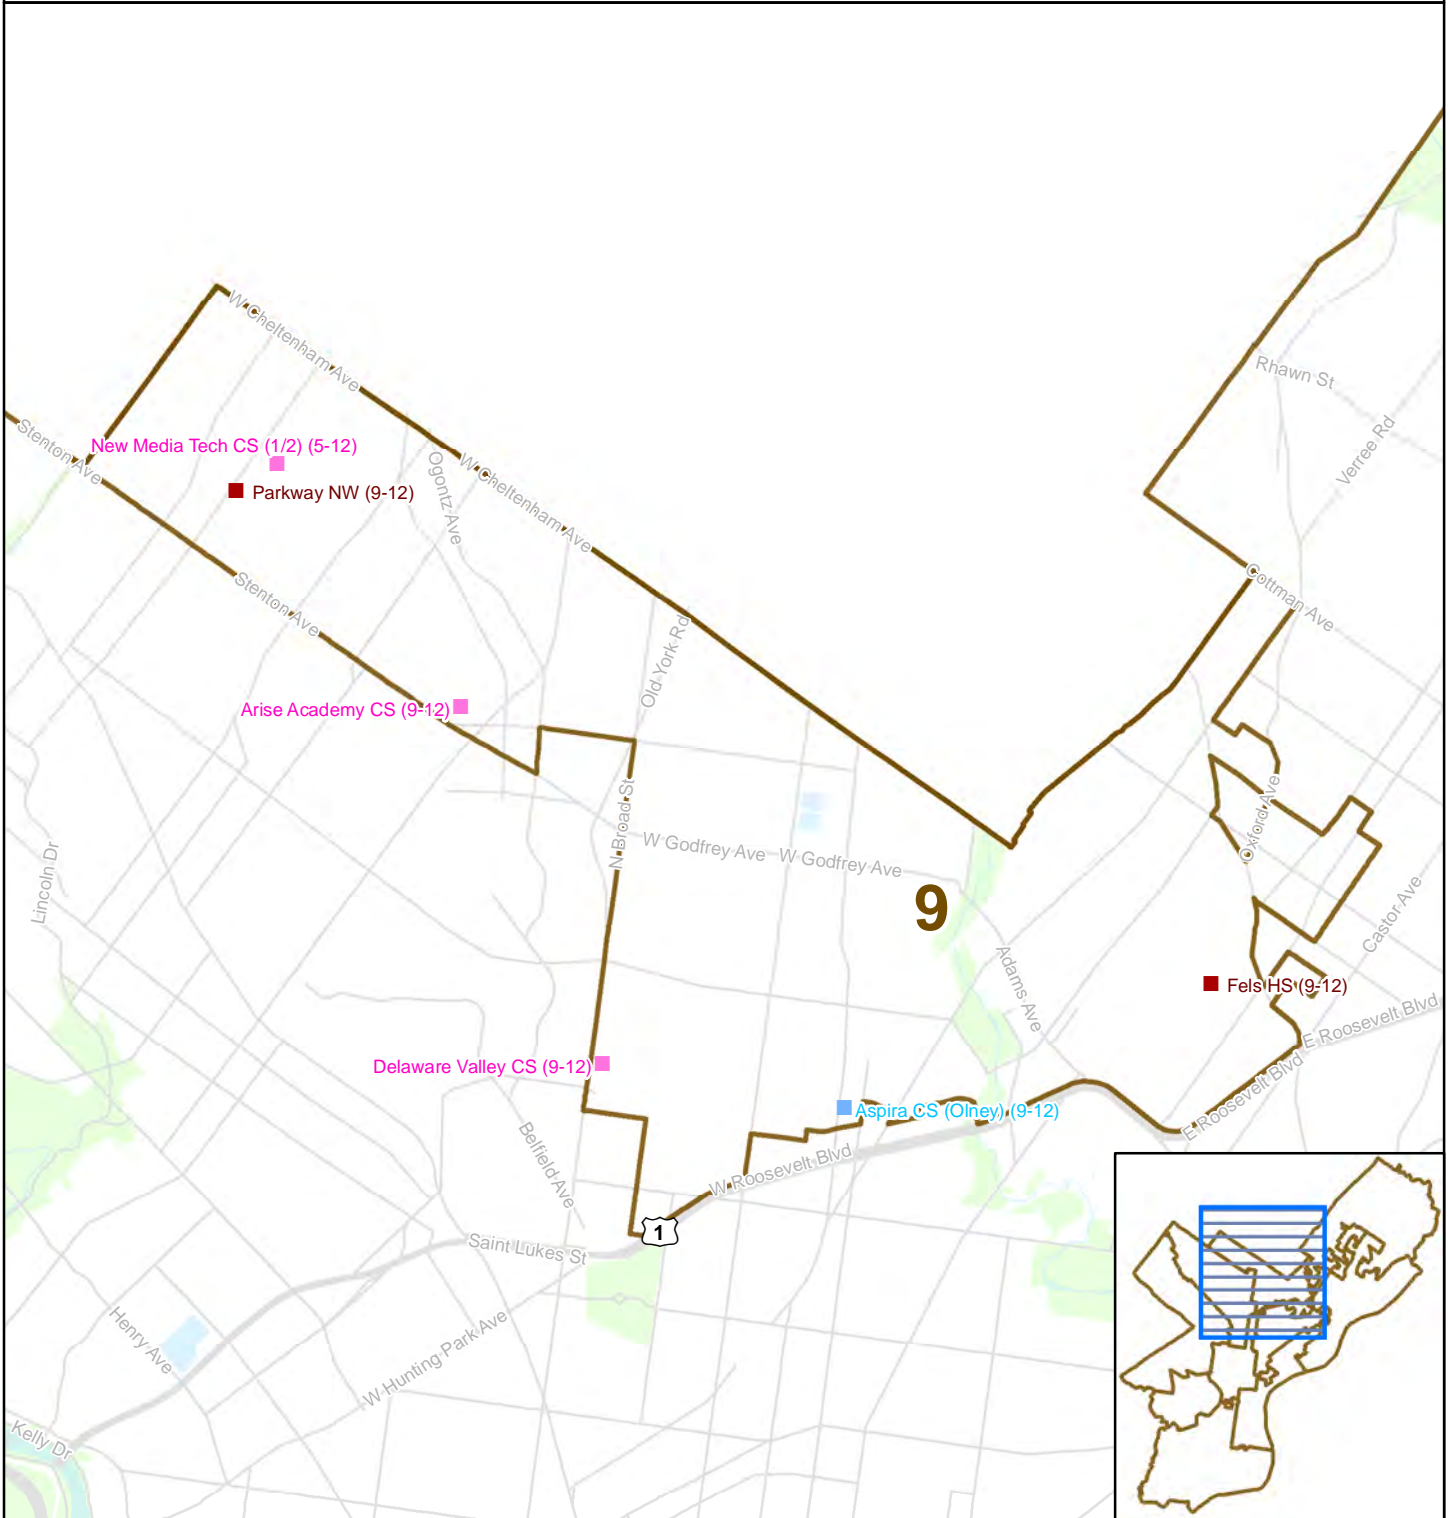 W Cheltenham Ave
Rhawn St
Stenton Ave
New Media Tech CS (1/2) (5-12)
Verree Rd
Ogontz Ave
W Cheltenham Ave
Parkway NW (9-12)
Stenton Ave
Cottman Ave
Old York Rd
Arise Academy CS (9-12)
N Broad St
Oxford Ave
W Godfrey Ave
W Godfrey Ave
Lincoln Dr
9
Castor Ave
Adams Ave
Fels HS (9-12)
E Roosevelt Blvd
Delaware Valley CS (9-12)
E Roosevelt Blvd
Aspira CS (Olney) (9-12)
Belfield Ave
W Roosevelt Blvd
1
Saint Lukes St
Henry Ave
W Hunting Park Ave
Kelly Dr